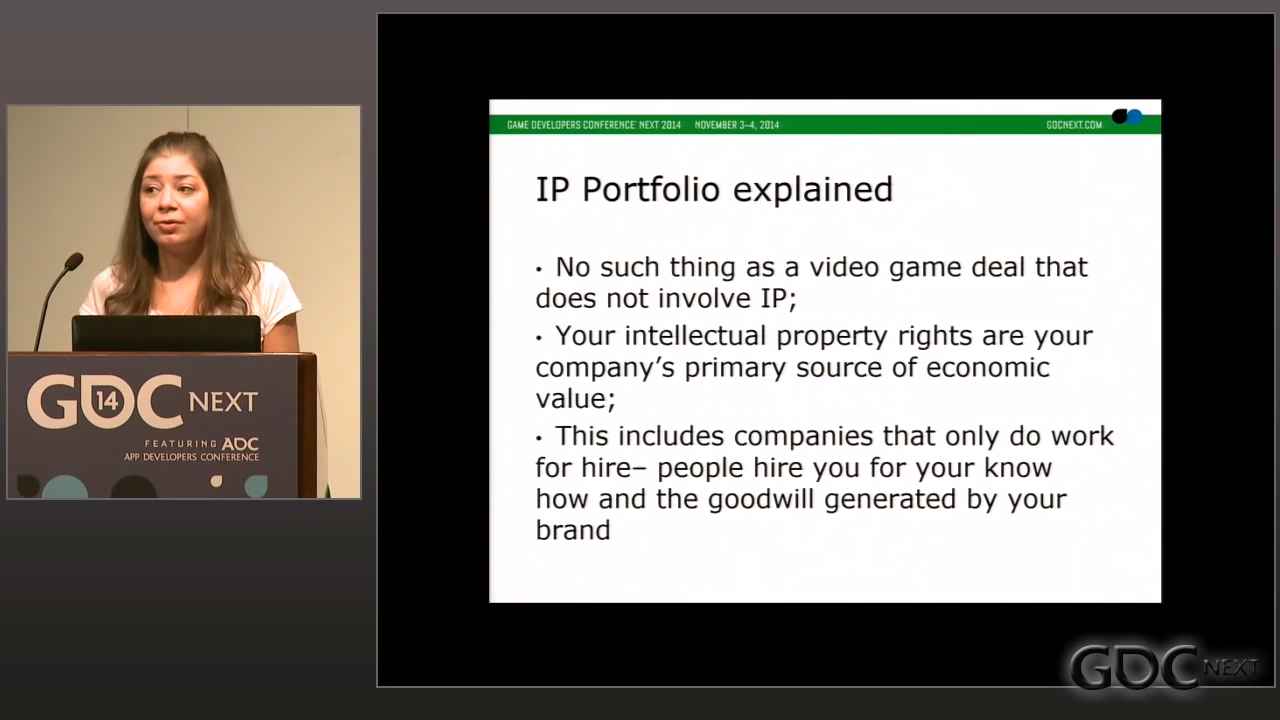 GAME DEVELOPERS CONFERENCE NEXT 2014 NOVEMBER 3–4, 2014 GDCNEXT.COM
IP Portfolio explained
• No such thing as a video game deal that
does not involve IP;
• Your intellectual property rights are your
company’s primary source of economic
value;
• This includes companies that only do work
for hire– people hire you for your know
how and the goodwill generated by your
brand
GDC 14 NEXT
FEATURING ADC
APP DEVELOPERS CONFERENCE
GDC NEXT